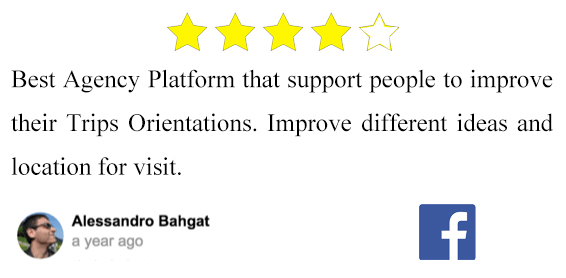 Best Agency Platform that support people to improve
their Trips Orientations. Improve different ideas and
location for visit.
Alessandro Bahgat
a year ago
f